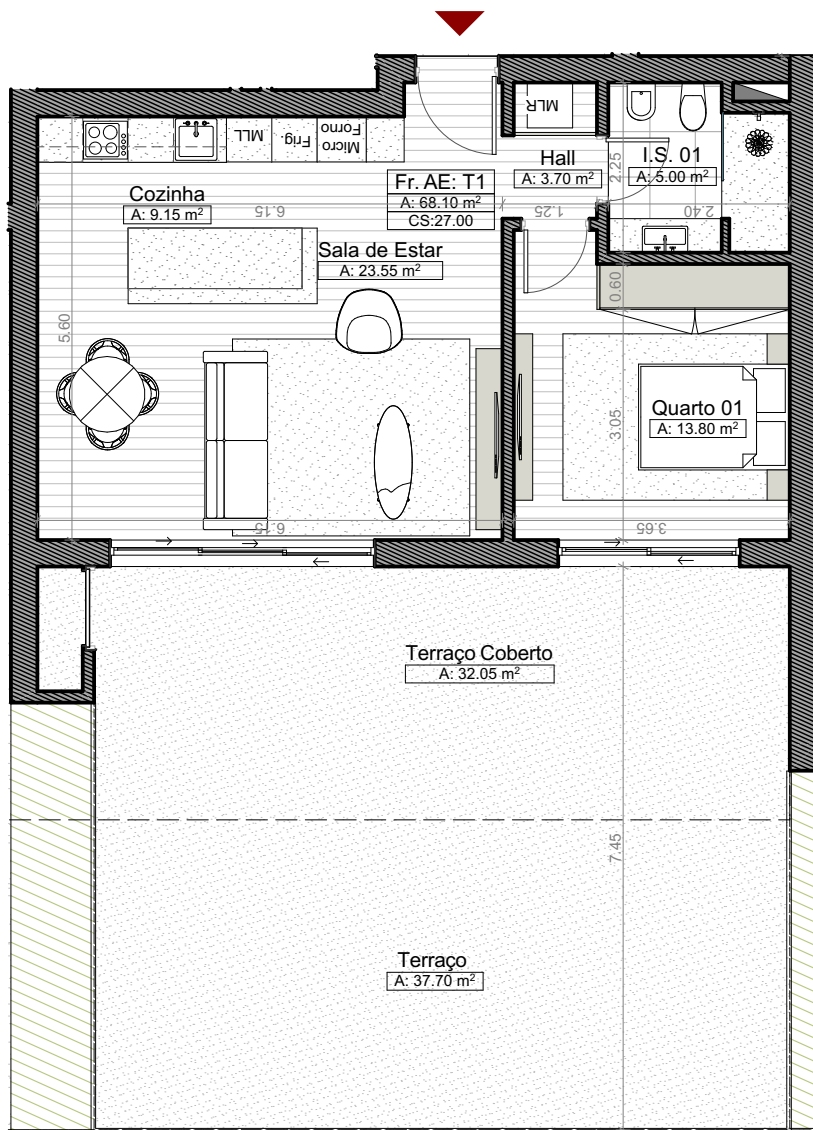 MLR
MLL
Frig.
Micro
Forno
Hall
A: 3.70 m²
I.S. 01
A: 5.00 m²
2.25
Fr. AE: T1
A: 68.10 m²
CS:27.00
Cozinha
A: 9.15 m²
6.15
1.25
2.40
Sala de Estar
A: 23.55 m²
0.60
5.60
3.05
Quarto 01
A: 13.80 m²
6.15
3.65
Terraço Coberto
A: 32.05 m²
7.45
Terraço
A: 37.70 m²